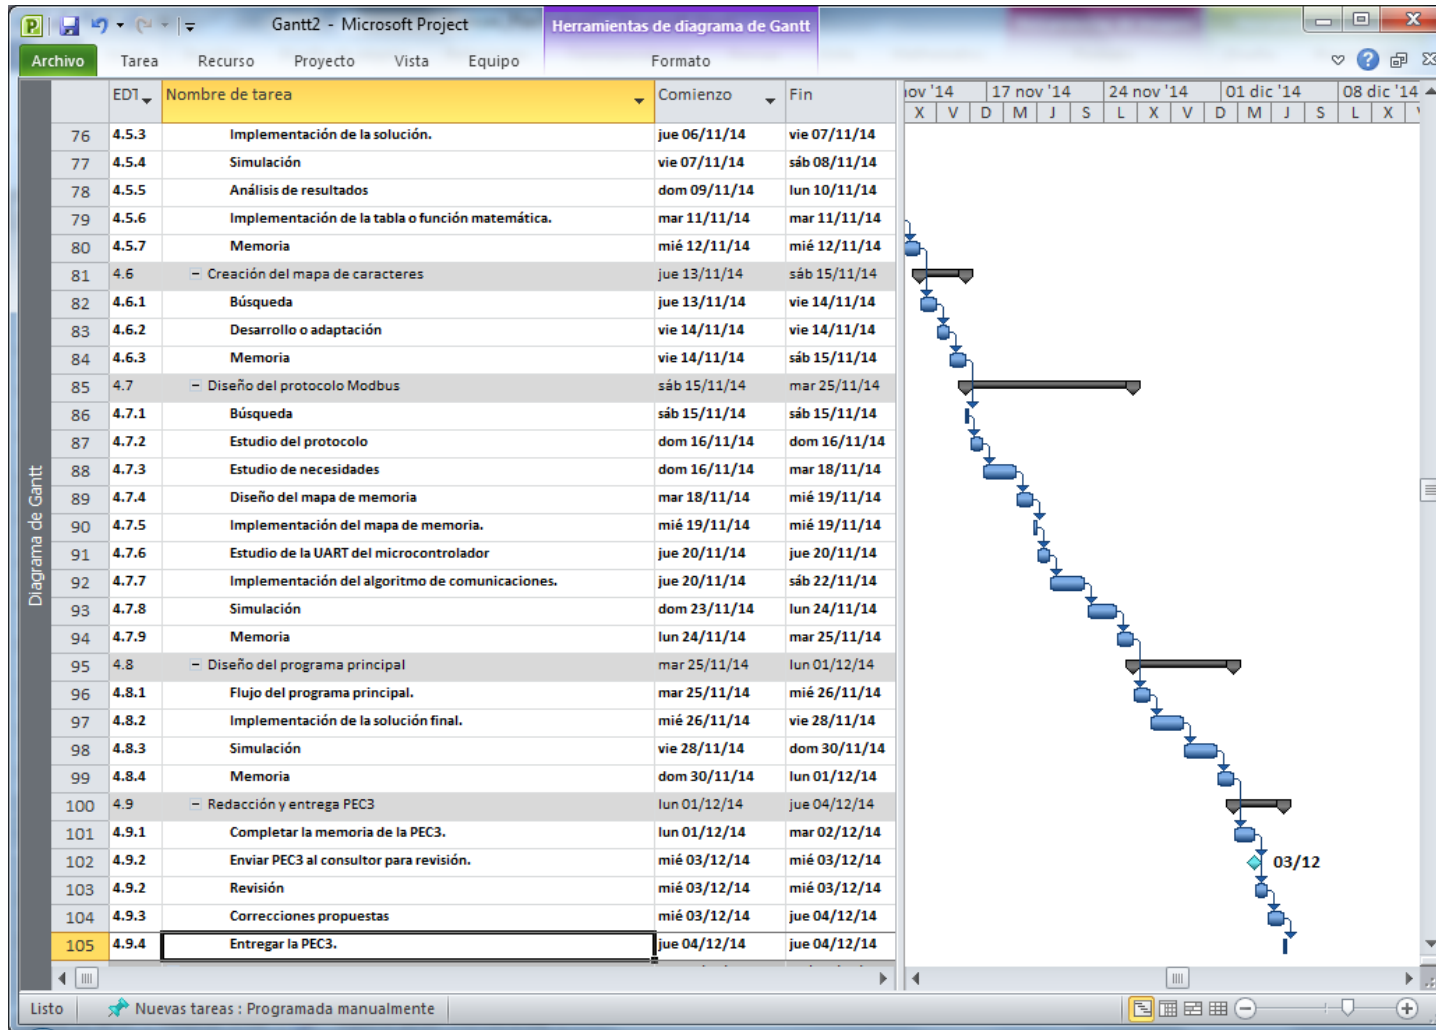 Gantt2 - Microsoft Project
Herramientas de diagrama de Gantt
Archivo Tarea Recurso Proyecto Vista Equipo Formato
EDT Nombre de tarea Comienzo Fin
nov '14 17 nov '14 24 nov '14 01 dic '14 08 dic '14
X V D M J S L X V D M J S L X V
76 4.5.3 Implementación de la solución. jue 06/11/14 vie 07/11/14
77 4.5.4 Simulación vie 07/11/14 sáb 08/11/14
78 4.5.5 Análisis de resultados dom 09/11/14 lun 10/11/14
79 4.5.6 Implementación de la tabla o función matemática. mar 11/11/14 mar 11/11/14
80 4.5.7 Memoria mié 12/11/14 mié 12/11/14
81 4.6 Creación del mapa de caracteres jue 13/11/14 sáb 15/11/14
82 4.6.1 Búsqueda jue 13/11/14 vie 14/11/14
83 4.6.2 Desarrollo o adaptación vie 14/11/14 vie 14/11/14
84 4.6.3 Memoria vie 14/11/14 sáb 15/11/14
85 4.7 Diseño del protocolo Modbus sáb 15/11/14 mar 25/11/14
86 4.7.1 Búsqueda sáb 15/11/14 sáb 15/11/14
87 4.7.2 Estudio del protocolo dom 16/11/14 dom 16/11/14
88 4.7.3 Estudio de necesidades dom 16/11/14 mar 18/11/14
89 4.7.4 Diseño del mapa de memoria mar 18/11/14 mié 19/11/14
90 4.7.5 Implementación del mapa de memoria. mié 19/11/14 mié 19/11/14
91 4.7.6 Estudio de la UART del microcontrolador jue 20/11/14 jue 20/11/14
92 4.7.7 Implementación del algoritmo de comunicaciones. jue 20/11/14 sáb 22/11/14
93 4.7.8 Simulación dom 23/11/14 lun 24/11/14
94 4.7.9 Memoria lun 24/11/14 mar 25/11/14
95 4.8 Diseño del programa principal mar 25/11/14 lun 01/12/14
96 4.8.1 Flujo del programa principal. mar 25/11/14 mié 26/11/14
97 4.8.2 Implementación de la solución final. mié 26/11/14 vie 28/11/14
98 4.8.3 Simulación vie 28/11/14 dom 30/11/14
99 4.8.4 Memoria dom 30/11/14 lun 01/12/14
100 4.9 Redacción y entrega PEC3 lun 01/12/14 jue 04/12/14
101 4.9.1 Completar la memoria de la PEC3. lun 01/12/14 mar 02/12/14
102 4.9.2 Enviar PEC3 al consultor para revisión. mié 03/12/14 mié 03/12/14 03/12
103 4.9.2 Revisión mié 03/12/14 mié 03/12/14
104 4.9.3 Correcciones propuestas mié 03/12/14 jue 04/12/14
105 4.9.4 Entregar la PEC3. jue 04/12/14 jue 04/12/14
Diagrama de Gantt
Listo Nuevas tareas : Programada manualmente